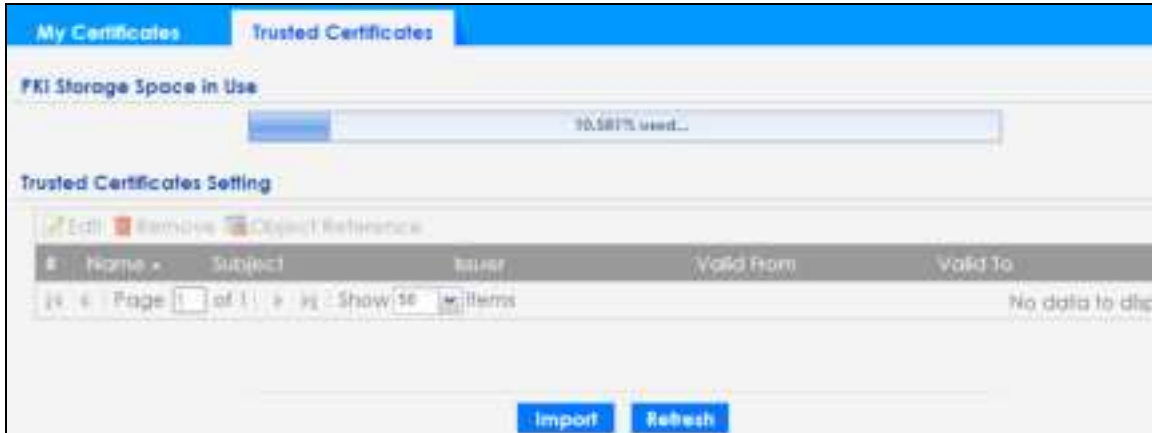 My Certificates Trusted Certificates
PKI Storage Space in Use
10.581% used...
Trusted Certificates Setting
Edit Remove Object Reference
# Name Subject Issuer Valid From Valid To
Page 1 of 1 Show 50 Items
No data to disp
Import Refresh